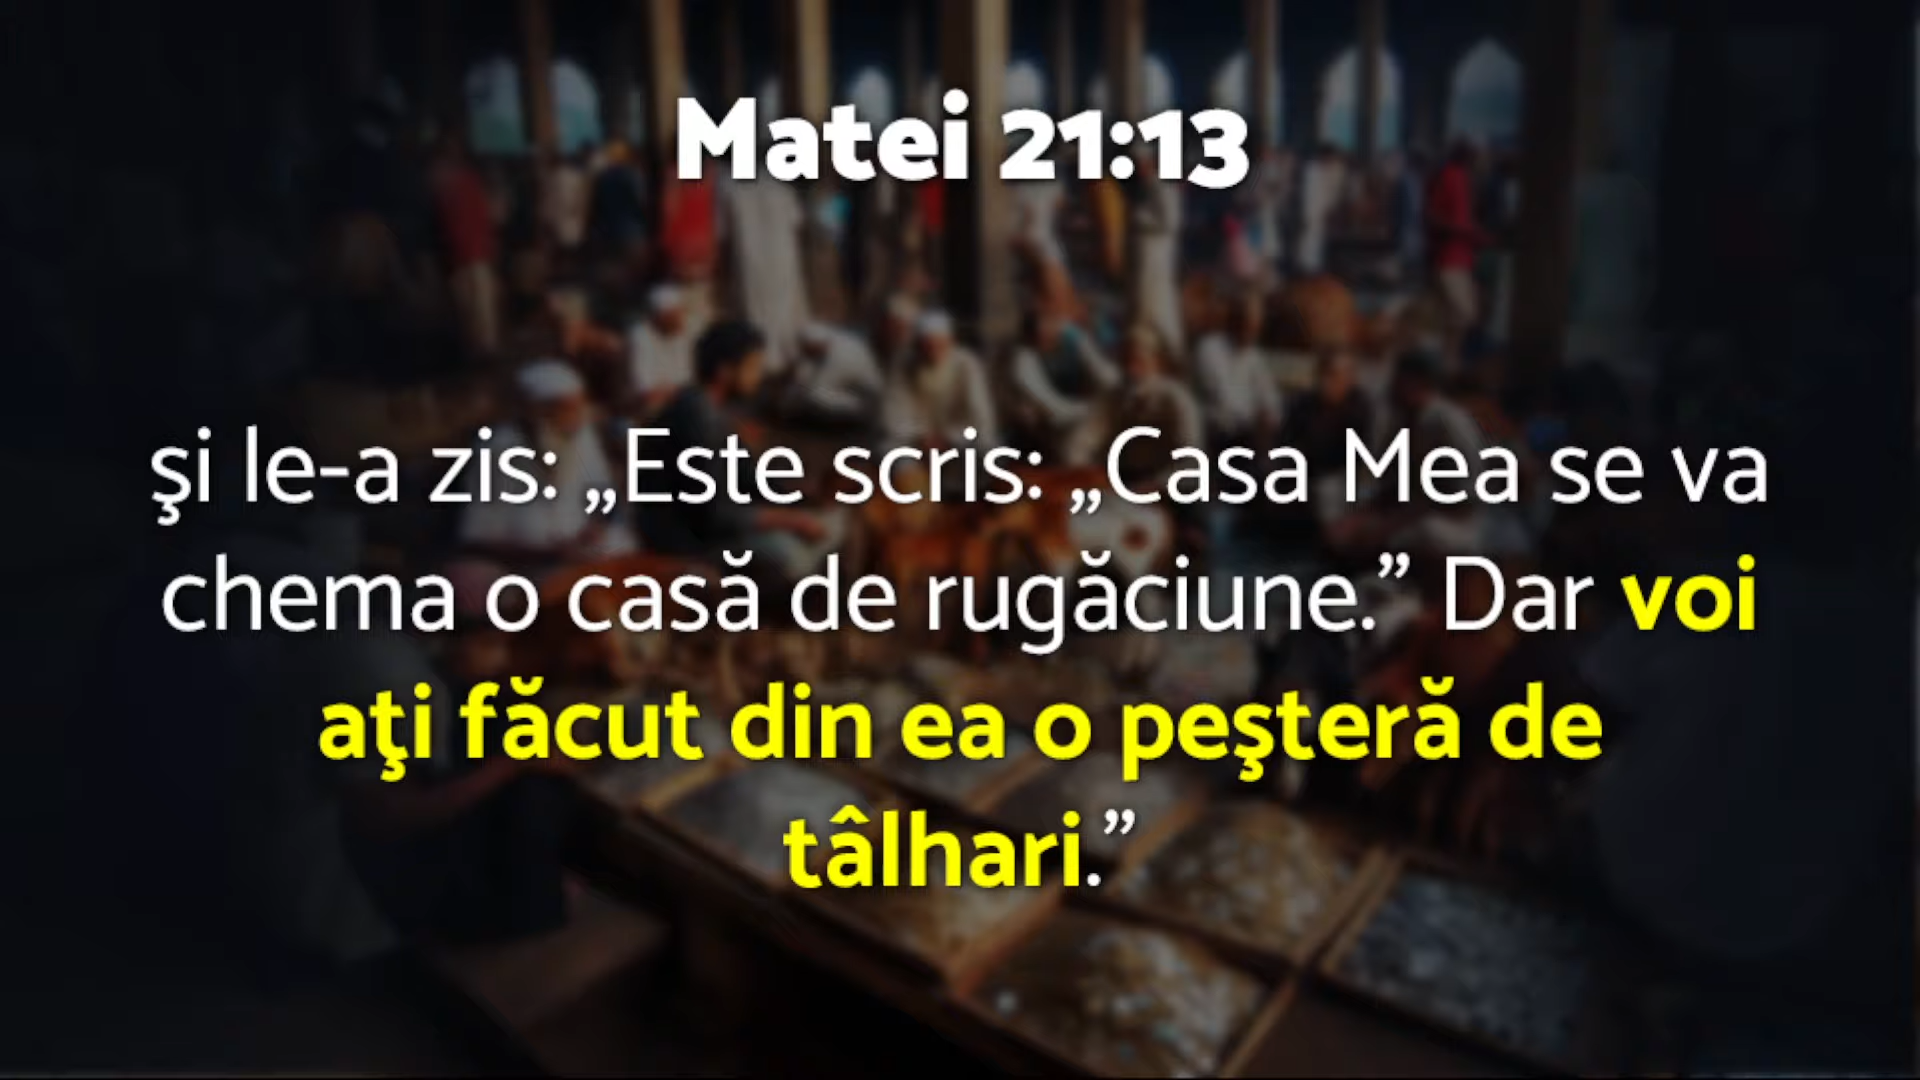 Matei 21:13
şi le-a zis: „Este scris: „Casa Mea se va
chema o casă de rugăciune.” Dar voi
aţi făcut din ea o peşteră de
tâlhari.”